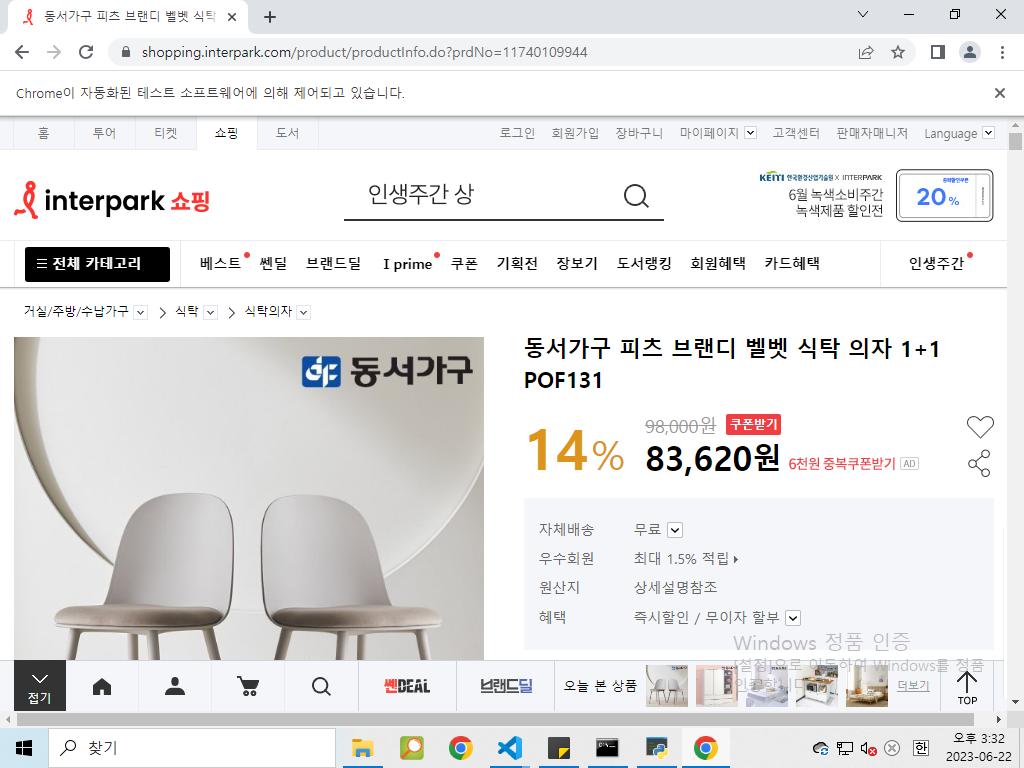 동서가구 피츠 브랜디 벨벳 식탁
shopping.interpark.com/product/productInfo.do?prdNo=11740109944
Chrome이 자동화된 테스트 소프트웨어에 의해 제어되고 있습니다.
홈 투어 티켓 쇼핑 도서 로그인 회원가입 장바구니 마이페이지 고객센터 판매자매니저 Language
interpark 쇼핑
인생주간 상
KEITI 한국환경산업기술원 X INTERPARK
6월 녹색소비주간
녹색제품 할인전
중복할인쿠폰
20%
전체 카테고리 베스트 쎈딜 브랜드딜 I prime 쿠폰 기획전 장보기 도서랭킹 회원혜택 카드혜택 인생주간
거실/주방/수납가구 식탁 식탁의자
동서가구
동서가구 피츠 브랜디 벨벳 식탁 의자 1+1
POF131
14%
98,000원 쿠폰받기
83,620원 6천원 중복쿠폰받기 AD
자체배송 무료
우수회원 최대 1.5% 적립
원산지 상세설명참조
혜택 즉시할인 / 무이자 할부
Windows 정품 인증
[설정]으로 이동하여 Windows를 정품
인증합니다.
접기
쎈DEAL
브랜드딜
오늘 본 상품
더보기
TOP
찾기
한
오후 3:32
2023-06-22